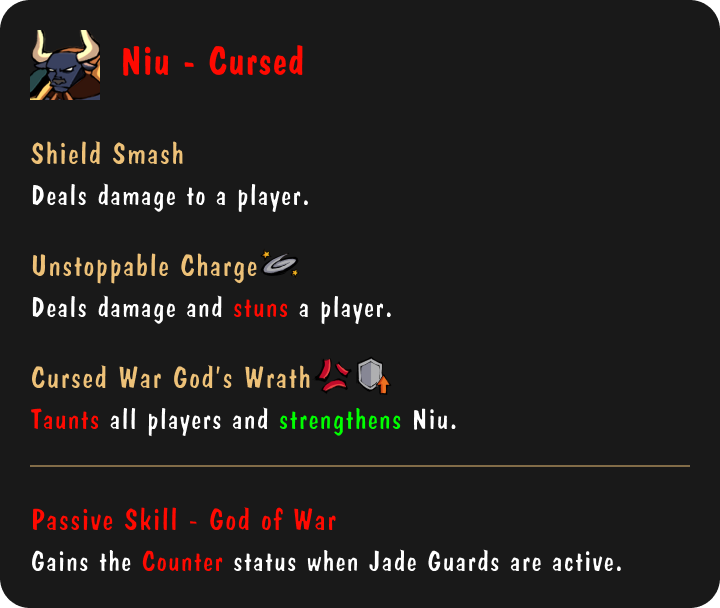 Niu - Cursed
Shield Smash
Deals damage to a player.
Unstoppable Charge
Deals damage and stuns a player.
Cursed War God's Wrath
Taunts all players and strengthens Niu.
Passive Skill - God of War
Gains the Counter status when Jade Guards are active.